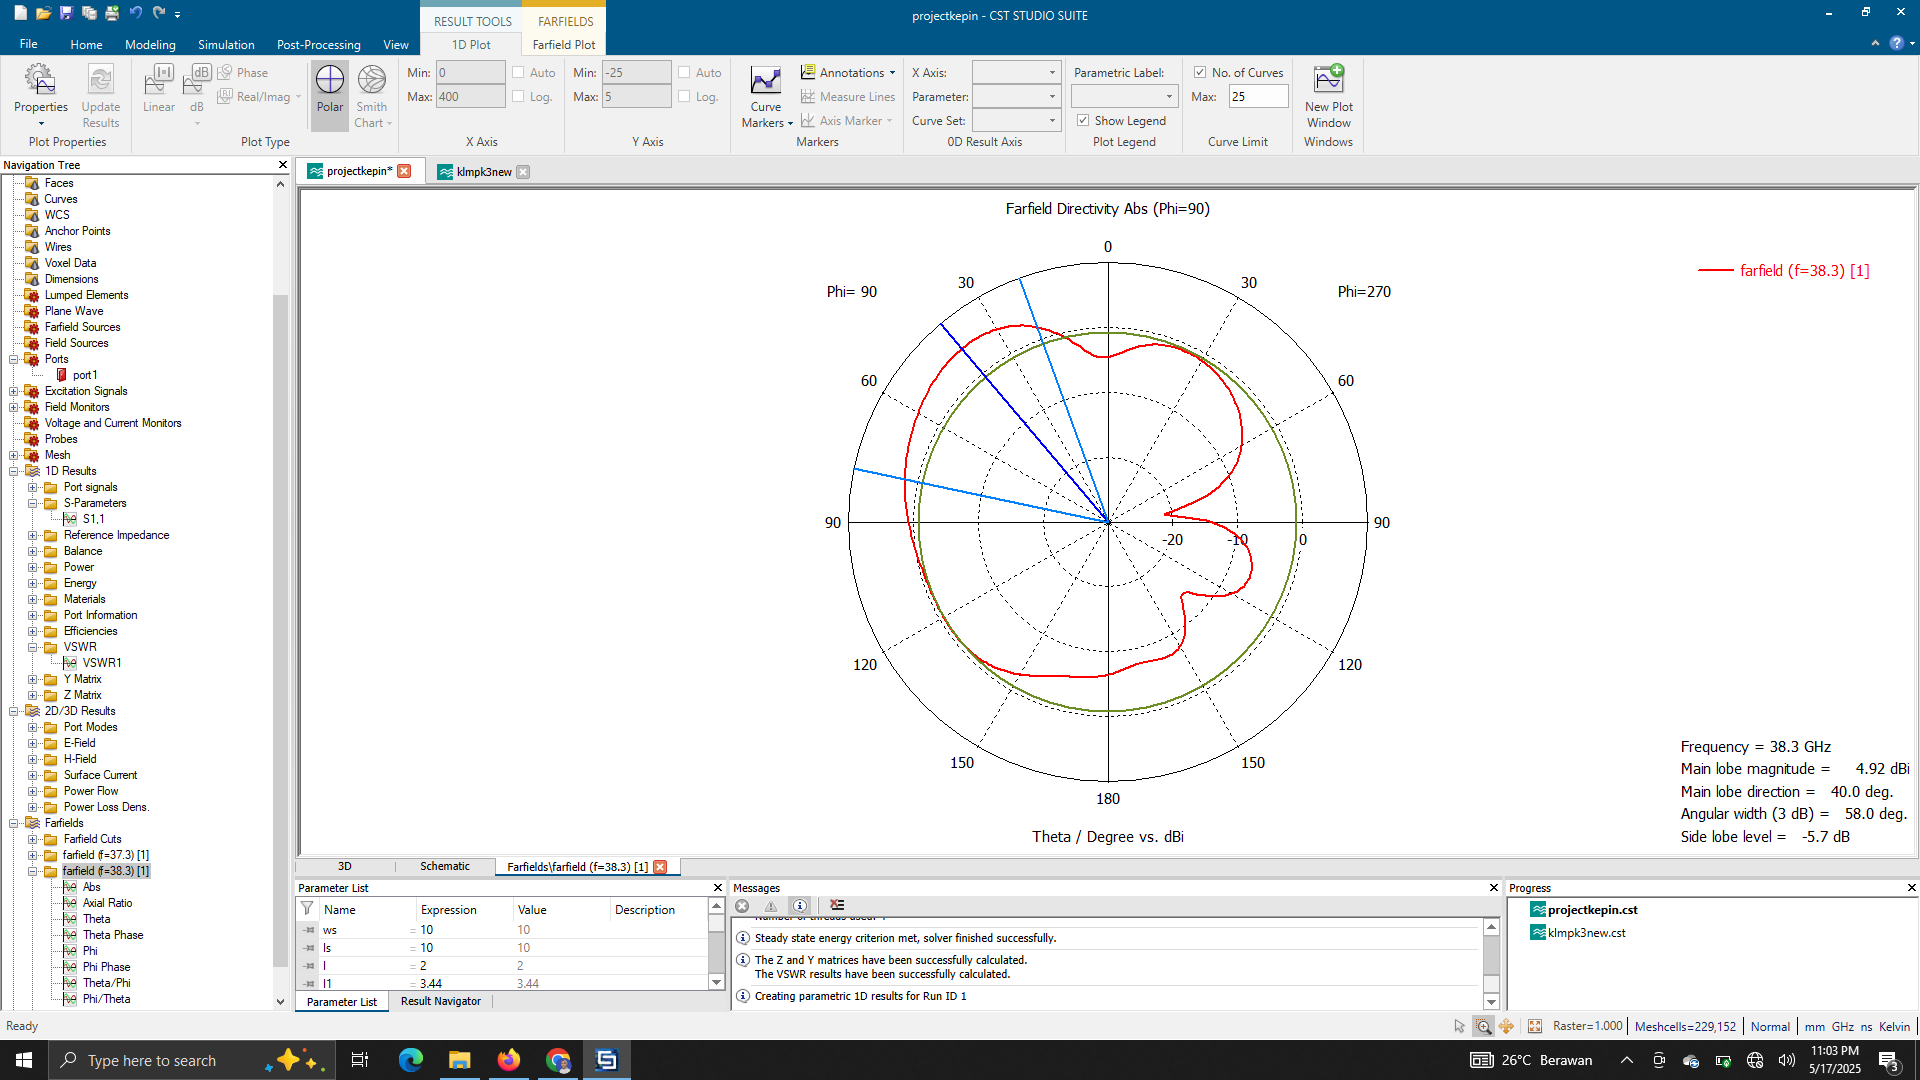 RESULT TOOLS FARFIELDS
projectkepin - CST STUDIO SUITE
File Home Modeling Simulation Post-Processing View 1D Plot Farfield Plot
Properties
Update Results
Plot Properties
Linear
dB
Phase
Real/Imag
Polar
Smith Chart
Plot Type
Min: 0 Auto
Max: 400 Log.
X Axis
Min: -25 Auto
Max: 5 Log.
Y Axis
Curve Markers
Annotations
Measure Lines
Axis Marker
Markers
X Axis:
Parameter:
Curve Set:
0D Result Axis
Parametric Label:
Show Legend
Plot Legend
No. of Curves
Max: 25
Curve Limit
New Plot Window
Windows
Navigation Tree
Faces
Curves
WCS
Anchor Points
Wires
Voxel Data
Dimensions
Lumped Elements
Plane Wave
Farfield Sources
Field Sources
Ports
port1
Excitation Signals
Field Monitors
Voltage and Current Monitors
Probes
Mesh
1D Results
Port signals
S-Parameters
S1,1
Reference Impedance
Balance
Power
Energy
Materials
Port Information
Efficiencies
VSWR
VSWR1
Y Matrix
Z Matrix
2D/3D Results
Port Modes
E-Field
H-Field
Surface Current
Power Flow
Power Loss Dens.
Farfields
Farfield Cuts
farfield (f=37.3) [1]
farfield (f=38.3) [1]
Abs
Axial Ratio
Theta
Theta Phase
Phi
Phi Phase
Theta/Phi
Phi/Theta
projectkepin* klmpk3new
Farfield Directivity Abs (Phi=90)
0
30 30
Phi= 90 Phi=270
farfield (f=38.3) [1]
60 60
90 90
-20 -10 0
120 120
150 150
180
Theta / Degree vs. dBi
Frequency = 38.3 GHz
Main lobe magnitude = 4.92 dBi
Main lobe direction = 40.0 deg.
Angular width (3 dB) = 58.0 deg.
Side lobe level = -5.7 dB
3D Schematic Farfields\farfield (f=38.3) [1]
Parameter List
Name Expression Value Description
ws = 10 10
ls = 10 10
l = 2 2
l1 = 3.44 3.44
Parameter List Result Navigator
Messages
Steady state energy criterion met, solver finished successfully.
The Z and Y matrices have been successfully calculated.
The VSWR results have been successfully calculated.
Creating parametric 1D results for Run ID 1
Progress
projectkepin.cst
klmpk3new.cst
Ready
Raster=1.000 Meshcells=229,152 Normal mm GHz ns Kelvin
Type here to search
26°C Berawan
11:03 PM
5/17/2025
3